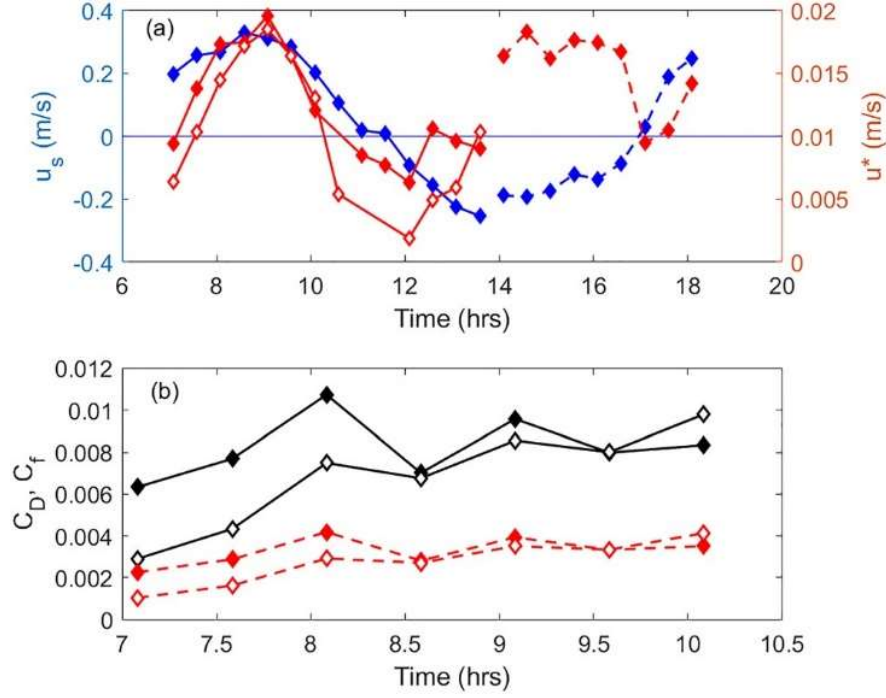 (a)
0.4
0.2
0
-0.2
-0.4
u_s (m/s)
0.02
0.015
0.01
0.005
0
u* (m/s)
6 8 10 12 14 16 18 20
Time (hrs)
(b)
0.012
0.01
0.008
0.006
0.004
0.002
0
C_D, C_f
7 7.5 8 8.5 9 9.5 10 10.5
Time (hrs)